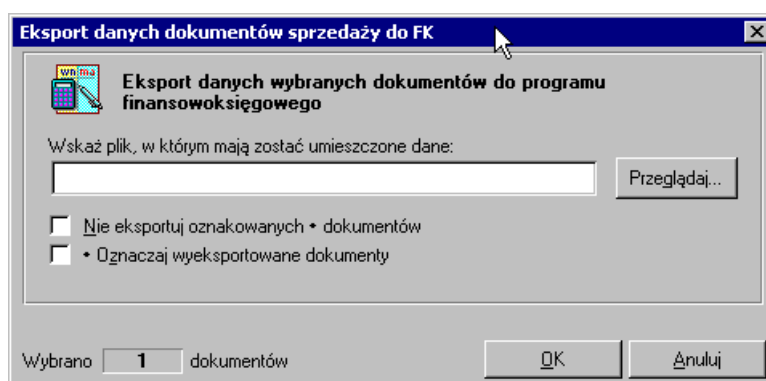 Eksport danych dokumentów sprzedaży do FK
wn ma
Eksport danych wybranych dokumentów do programu
finansowoksięgowego
Wskaż plik, w którym mają zostać umieszczone dane:
Przeglądaj...
Nie eksportuj oznakowanych • dokumentów
• Oznaczaj wyeksportowane dokumenty
Wybrano 1 dokumentów
OK
Anuluj